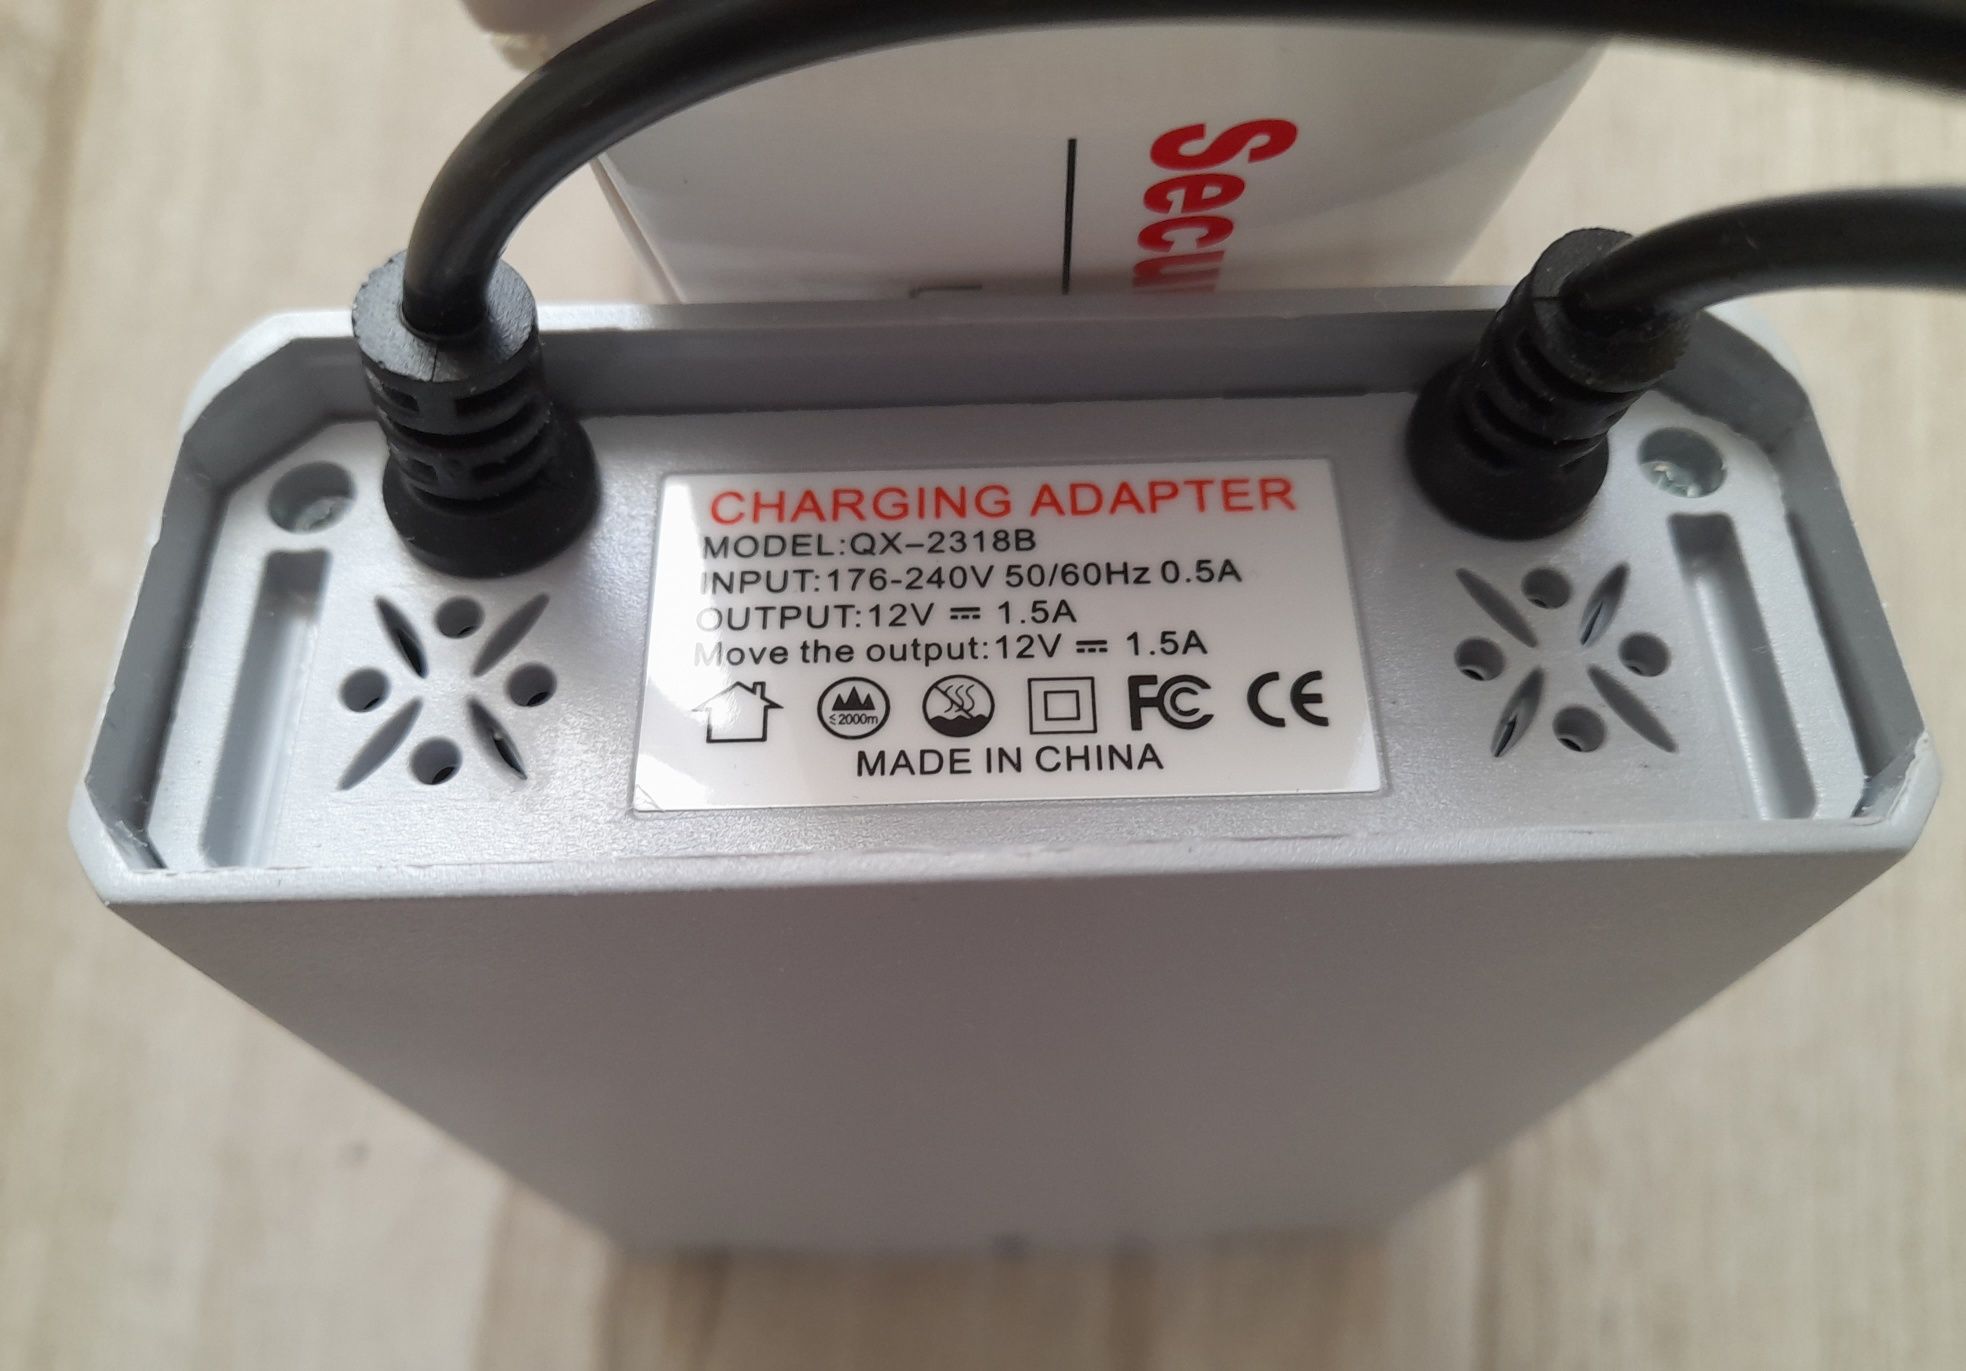 Secu
CHARGING ADAPTER
MODEL:QX-2318B
INPUT:176-240V 50/60Hz 0.5A
OUTPUT:12V ⎓ 1.5A
Move the output:12V ⎓ 1.5A
≤2000m
FC CE
MADE IN CHINA